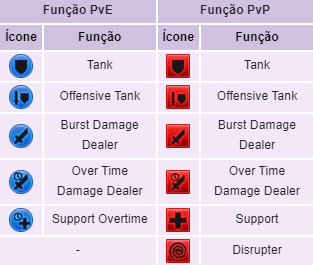 Função PvE Função PvP
Ícone Função Ícone Função
Tank Tank
Offensive Tank Offensive Tank
Burst Damage Burst Damage
Dealer Dealer
Over Time Over Time
Damage Dealer Damage Dealer
Support Overtime Support
- Disrupter